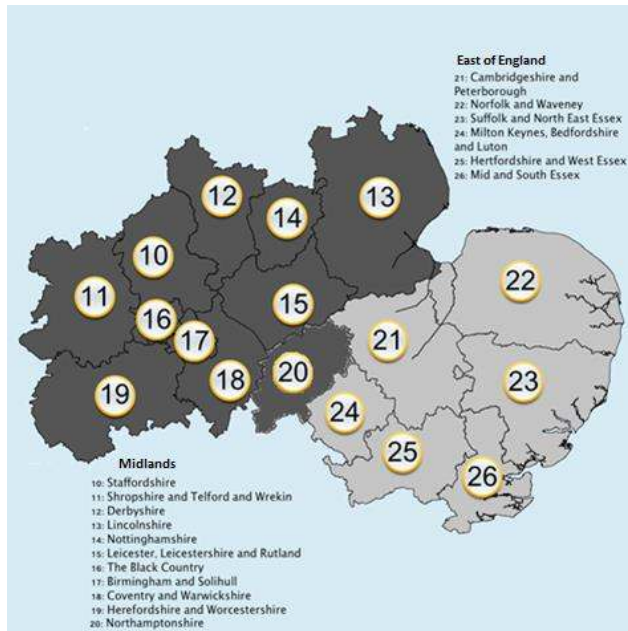 East of England
21: Cambridgeshire and
Peterborough
22: Norfolk and Waveney
23: Suffolk and North East Essex
24: Milton Keynes, Bedfordshire
and Luton
25: Hertfordshire and West Essex
26: Mid and South Essex
12
13
14
10
22
11
15
16
17
21
20
18
23
19
24
25
26
Midlands
10: Staffordshire
11: Shropshire and Telford and Wrekin
12: Derbyshire
13: Lincolnshire
14: Nottinghamshire
15: Leicester, Leicestershire and Rutland
16: The Black Country
17: Birmingham and Solihull
18: Coventry and Warwickshire
19: Herefordshire and Worcestershire
20: Northamptonshire